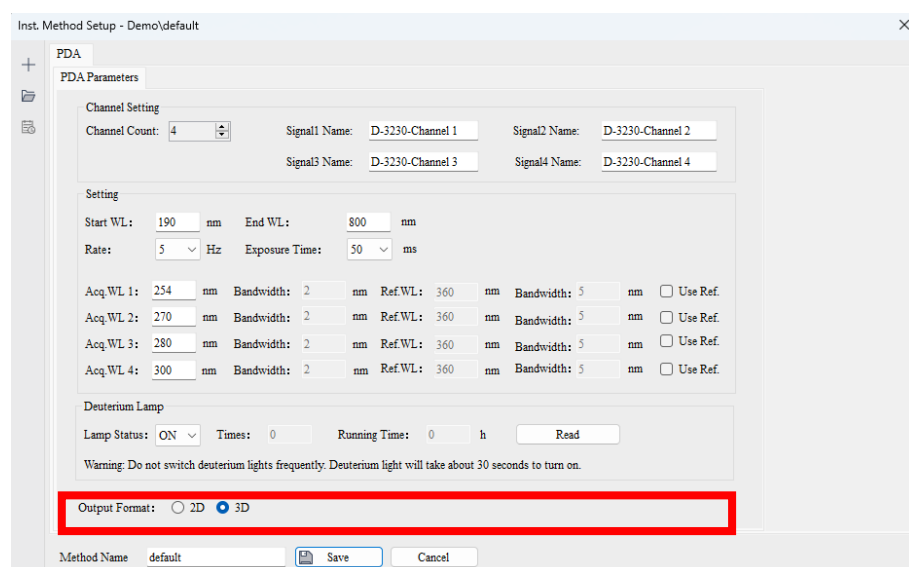 Inst. Method Setup - Demo\default
PDA
PDA Parameters
Channel Setting
Channel Count: 4 Signal1 Name: D-3230-Channel 1 Signal2 Name: D-3230-Channel 2
Signal3 Name: D-3230-Channel 3 Signal4 Name: D-3230-Channel 4
Setting
Start WL: 190 nm End WL: 800 nm
Rate: 5 Hz Exposure Time: 50 ms
Acq.WL 1: 254 nm Bandwidth: 2 nm Ref.WL: 360 nm Bandwidth: 5 nm Use Ref.
Acq.WL 2: 270 nm Bandwidth: 2 nm Ref.WL: 360 nm Bandwidth: 5 nm Use Ref.
Acq.WL 3: 280 nm Bandwidth: 2 nm Ref.WL: 360 nm Bandwidth: 5 nm Use Ref.
Acq.WL 4: 300 nm Bandwidth: 2 nm Ref.WL: 360 nm Bandwidth: 5 nm Use Ref.
Deuterium Lamp
Lamp Status: ON Times: 0 Running Time: 0 h Read
Warning: Do not switch deuterium lights frequently. Deuterium light will take about 30 seconds to turn on.
Output Format: 2D 3D
Method Name default Save Cancel